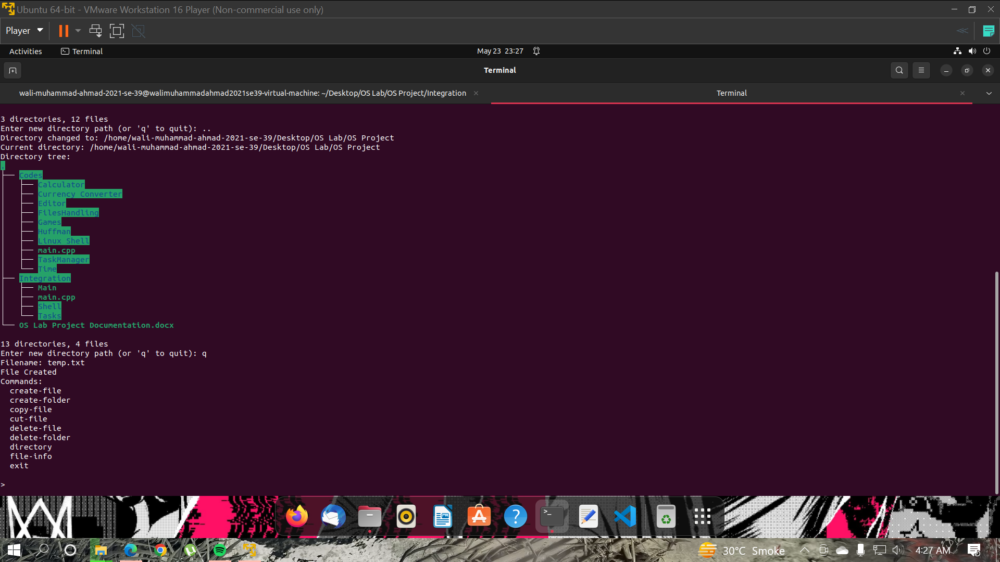 Ubuntu 64-bit - VMware Workstation 16 Player (Non-commercial use only)
Player
Activities Terminal May 23 23:27
Terminal
wali-muhammad-ahmad-2021-se-39@walimuhammadahmad2021se39-virtual-machine: ~/Desktop/OS Lab/OS Project/Integration Terminal
3 directories, 12 files
Enter new directory path (or 'q' to quit): ..
Directory changed to: /home/wali-muhammad-ahmad-2021-se-39/Desktop/OS Lab/OS Project
Current directory: /home/wali-muhammad-ahmad-2021-se-39/Desktop/OS Lab/OS Project
Directory tree:
.
├── Codes
│   ├── Calculator
│   ├── Currency Converter
│   ├── Editor
│   ├── FilesHandling
│   ├── Games
│   ├── Huffman
│   ├── Linux Shell
│   ├── main.cpp
│   ├── TaskManager
│   └── Time
├── Integration
│   ├── Main
│   ├── main.cpp
│   ├── Shell
│   └── Tasks
└── OS Lab Project Documentation.docx
13 directories, 4 files
Enter new directory path (or 'q' to quit): q
Filename: temp.txt
File Created
Commands:
create-file
create-folder
copy-file
cut-file
delete-file
delete-folder
directory
file-info
exit
>
30°C Smoke 4:27 AM